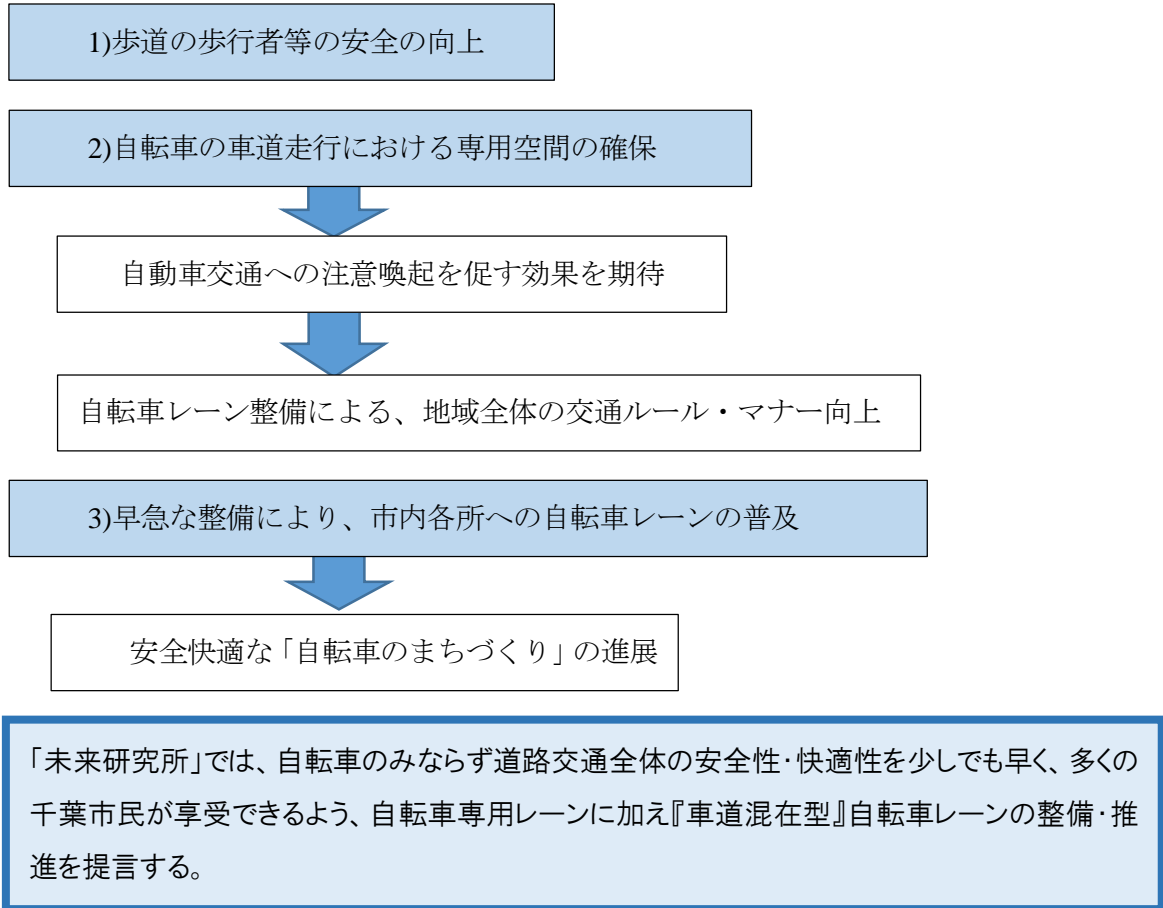 1)歩道の歩行者等の安全の向上
2)自転車の車道走行における専用空間の確保
自動車交通への注意喚起を促す効果を期待
自転車レーン整備による、地域全体の交通ルール・マナー向上
3)早急な整備により、市内各所への自転車レーンの普及
安全快適な「自転車のまちづくり」の進展
「未来研究所」では、自転車のみならず道路交通全体の安全性・快適性を少しでも早く、多くの
千葉市民が享受できるよう、自転車専用レーンに加え『車道混在型』自転車レーンの整備・推
進を提言する。